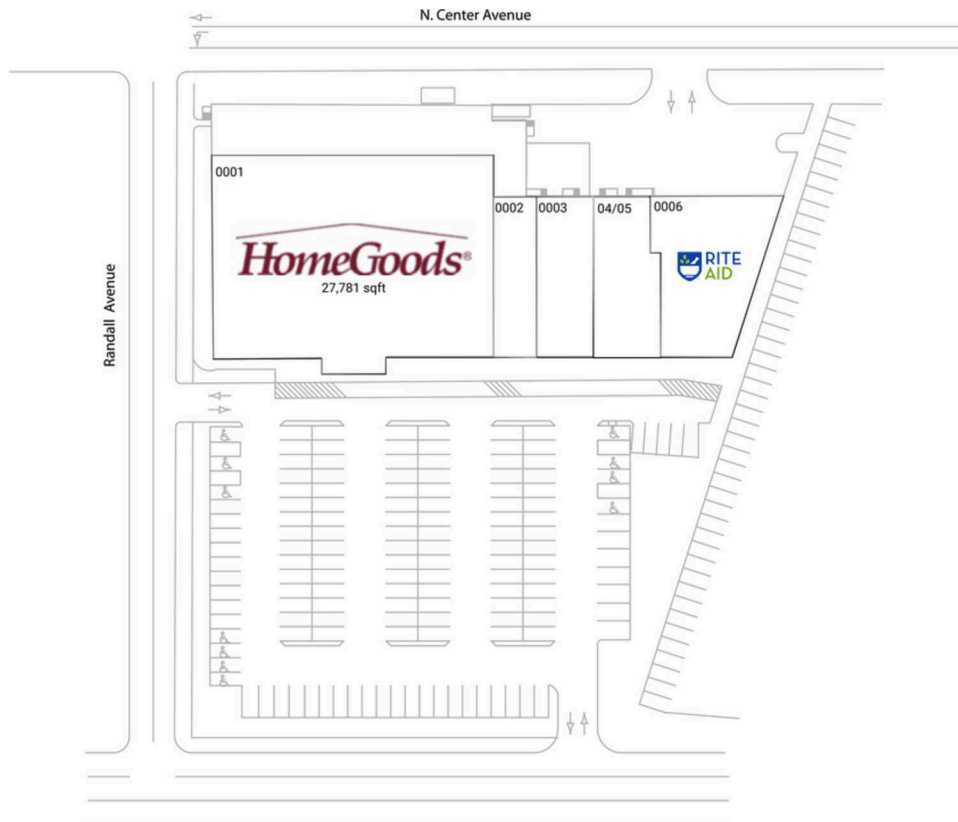 N. Center Avenue
0001
HomeGoods®
27,781 sqft
0002
0003
04/05
0006
RITE
AID
Randall Avenue